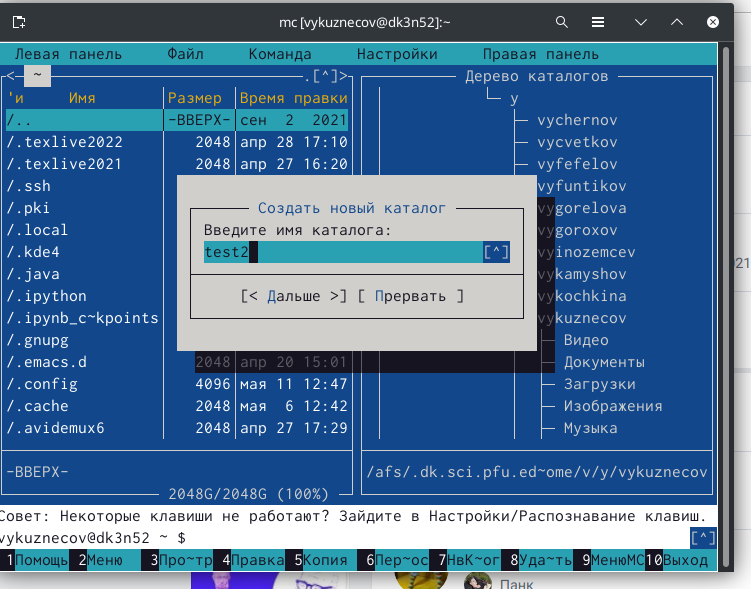 mc [vykuznecov@dk3n52]:~
Левая панель Файл Команда Настройки Правая панель
<- ~ .[^]> Дерево каталогов
'и Имя Размер Время правки у
/.. -ВВЕРХ- сен 2 2021 vychernov
/.texlive2022 2048 апр 28 17:10 vycvetkov
/.texlive2021 2048 апр 27 16:20 vyfefelov
/.ssh vyfuntikov
/.pki Создать новый каталог vygorelova
/.local Введите имя каталога: vygoroxov
/.kde4 test2 [^] vyinozemcev
/.java vykamyshov
/.ipython [< Дальше >] [ Прервать ] vykochkina
/.ipynb_c~kpoints vykuznecov
/.gnupg Видео
/.emacs.d 2048 апр 20 15:01 Документы
/.config 4096 мая 11 12:47 Загрузки
/.cache 2048 мая 6 12:42 Изображения
/.avidemux6 2048 апр 27 17:29 Музыка
-ВВЕРХ- /afs/.dk.sci.pfu.ed~ome/v/y/vykuznecov
2048G/2048G (100%)
Совет: Некоторые клавиши не работают? Зайдите в Настройки/Распознавание клавиш.
vykuznecov@dk3n52 ~ $ [^]
1Помощь 2Меню 3Про~тр 4Правка 5Копия 6Пер~ос 7НвК~ог 8Уда~ть 9МенюМС 10Выход
Панк